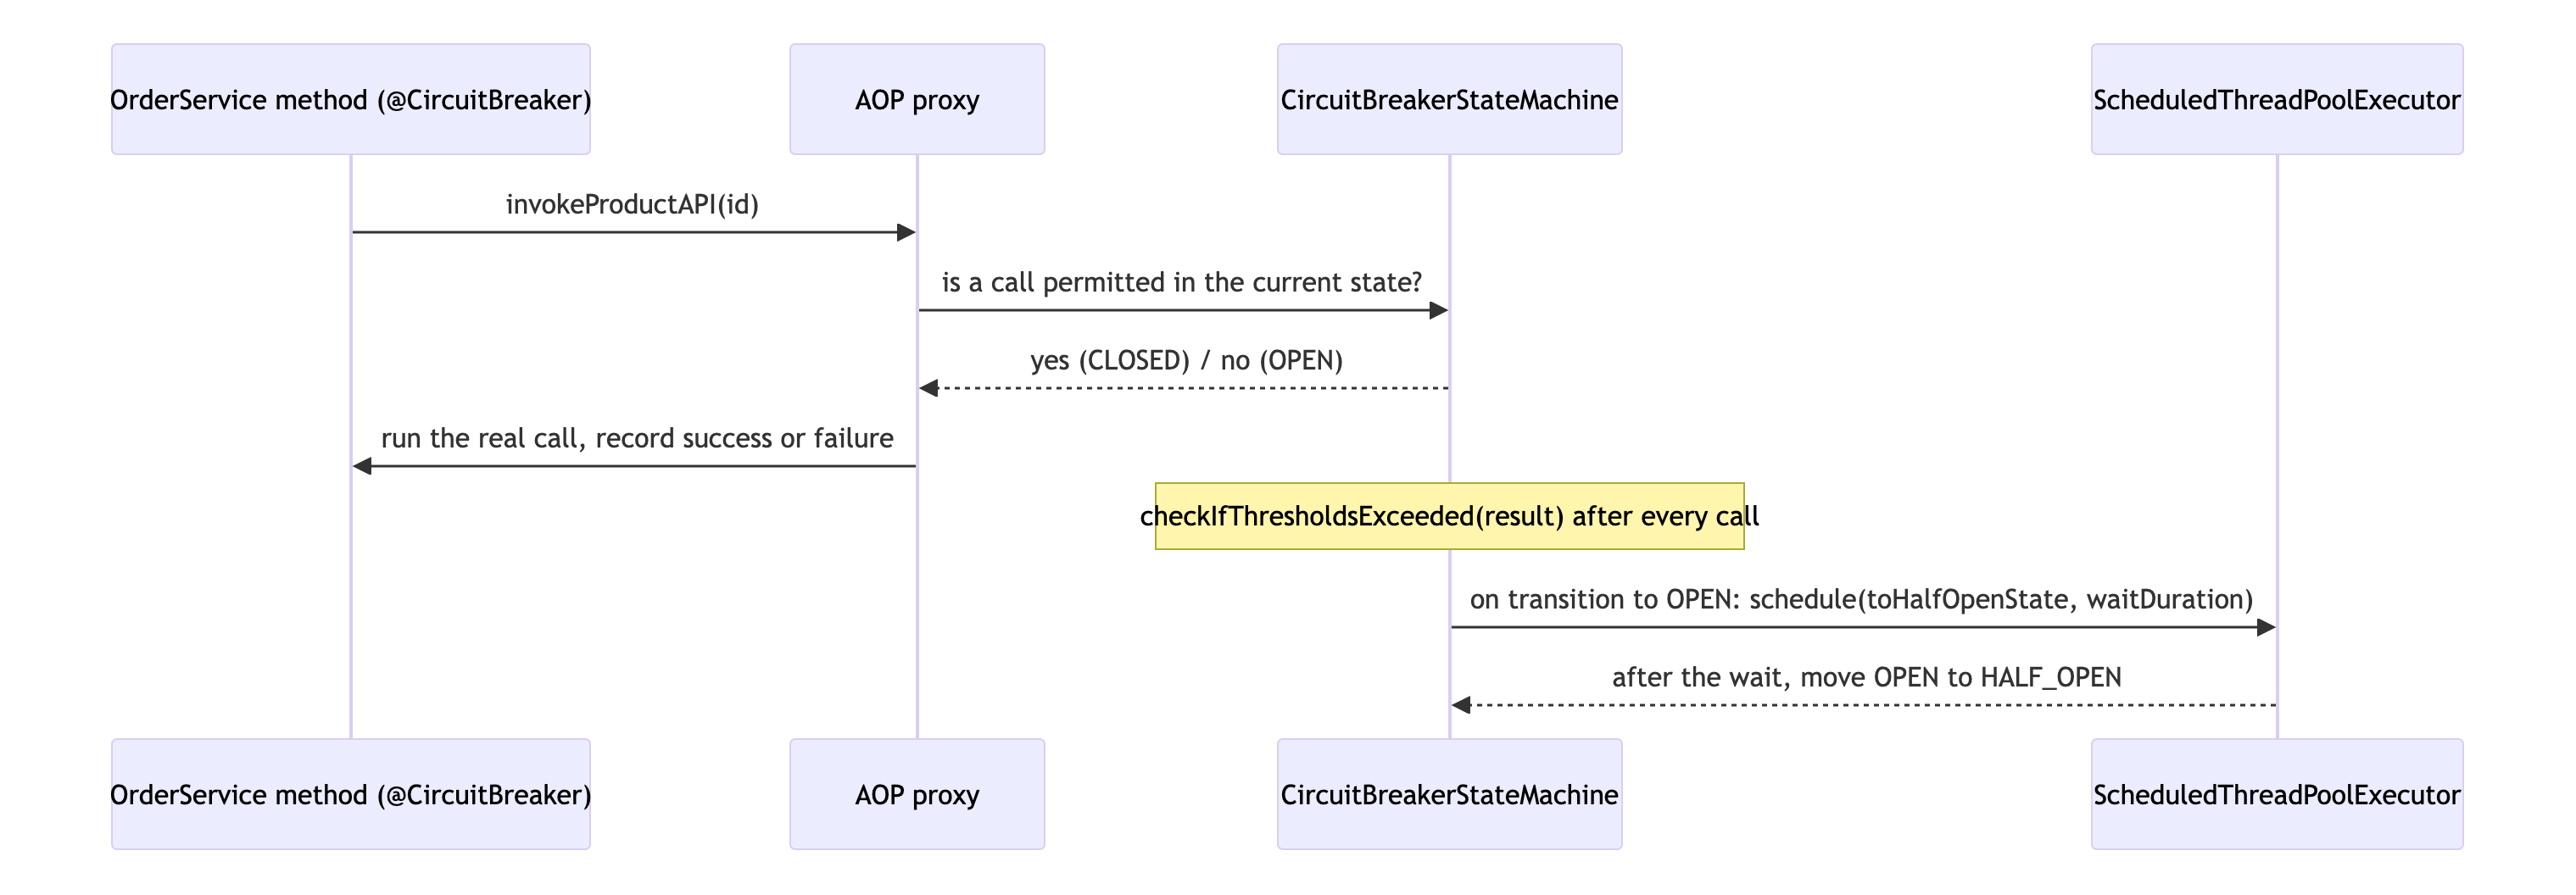 OrderService method (@CircuitBreaker)
AOP proxy
CircuitBreakerStateMachine
ScheduledThreadPoolExecutor
invokeProductAPI(id)
is a call permitted in the current state?
yes (CLOSED) / no (OPEN)
run the real call, record success or failure
checkIfThresholdsExceeded(result) after every call
on transition to OPEN: schedule(toHalfOpenState, waitDuration)
after the wait, move OPEN to HALF_OPEN
OrderService method (@CircuitBreaker)
AOP proxy
CircuitBreakerStateMachine
ScheduledThreadPoolExecutor